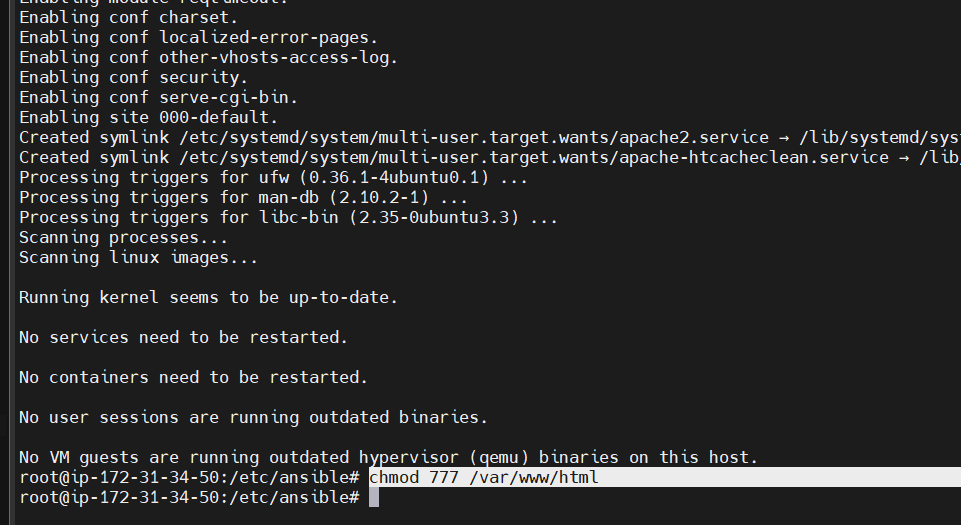 Enabling module reqtimeout.
Enabling conf charset.
Enabling conf localized-error-pages.
Enabling conf other-vhosts-access-log.
Enabling conf security.
Enabling conf serve-cgi-bin.
Enabling site 000-default.
Created symlink /etc/systemd/system/multi-user.target.wants/apache2.service → /lib/systemd/sys
Created symlink /etc/systemd/system/multi-user.target.wants/apache-htcacheclean.service → /lib
Processing triggers for ufw (0.36.1-4ubuntu0.1) ...
Processing triggers for man-db (2.10.2-1) ...
Processing triggers for libc-bin (2.35-0ubuntu3.3) ...
Scanning processes...
Scanning linux images...
Running kernel seems to be up-to-date.
No services need to be restarted.
No containers need to be restarted.
No user sessions are running outdated binaries.
No VM guests are running outdated hypervisor (qemu) binaries on this host.
root@ip-172-31-34-50:/etc/ansible# chmod 777 /var/www/html
root@ip-172-31-34-50:/etc/ansible#